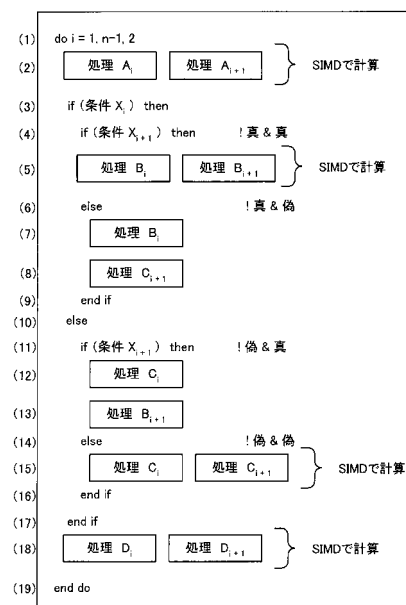 (1) do i = 1, n-1, 2
(2) 処理 Aᵢ 処理 Aᵢ₊₁ SIMDで計算
(3) if (条件 Xᵢ) then
(4) if (条件 Xᵢ₊₁) then ! 真 & 真
(5) 処理 Bᵢ 処理 Bᵢ₊₁ SIMDで計算
(6) else ! 真 & 偽
(7) 処理 Bᵢ
(8) 処理 Cᵢ₊₁
(9) end if
(10) else
(11) if (条件 Xᵢ₊₁) then ! 偽 & 真
(12) 処理 Cᵢ
(13) 処理 Bᵢ₊₁
(14) else ! 偽 & 偽
(15) 処理 Cᵢ 処理 Cᵢ₊₁ SIMDで計算
(16) end if
(17) end if
(18) 処理 Dᵢ 処理 Dᵢ₊₁ SIMDで計算
(19) end do